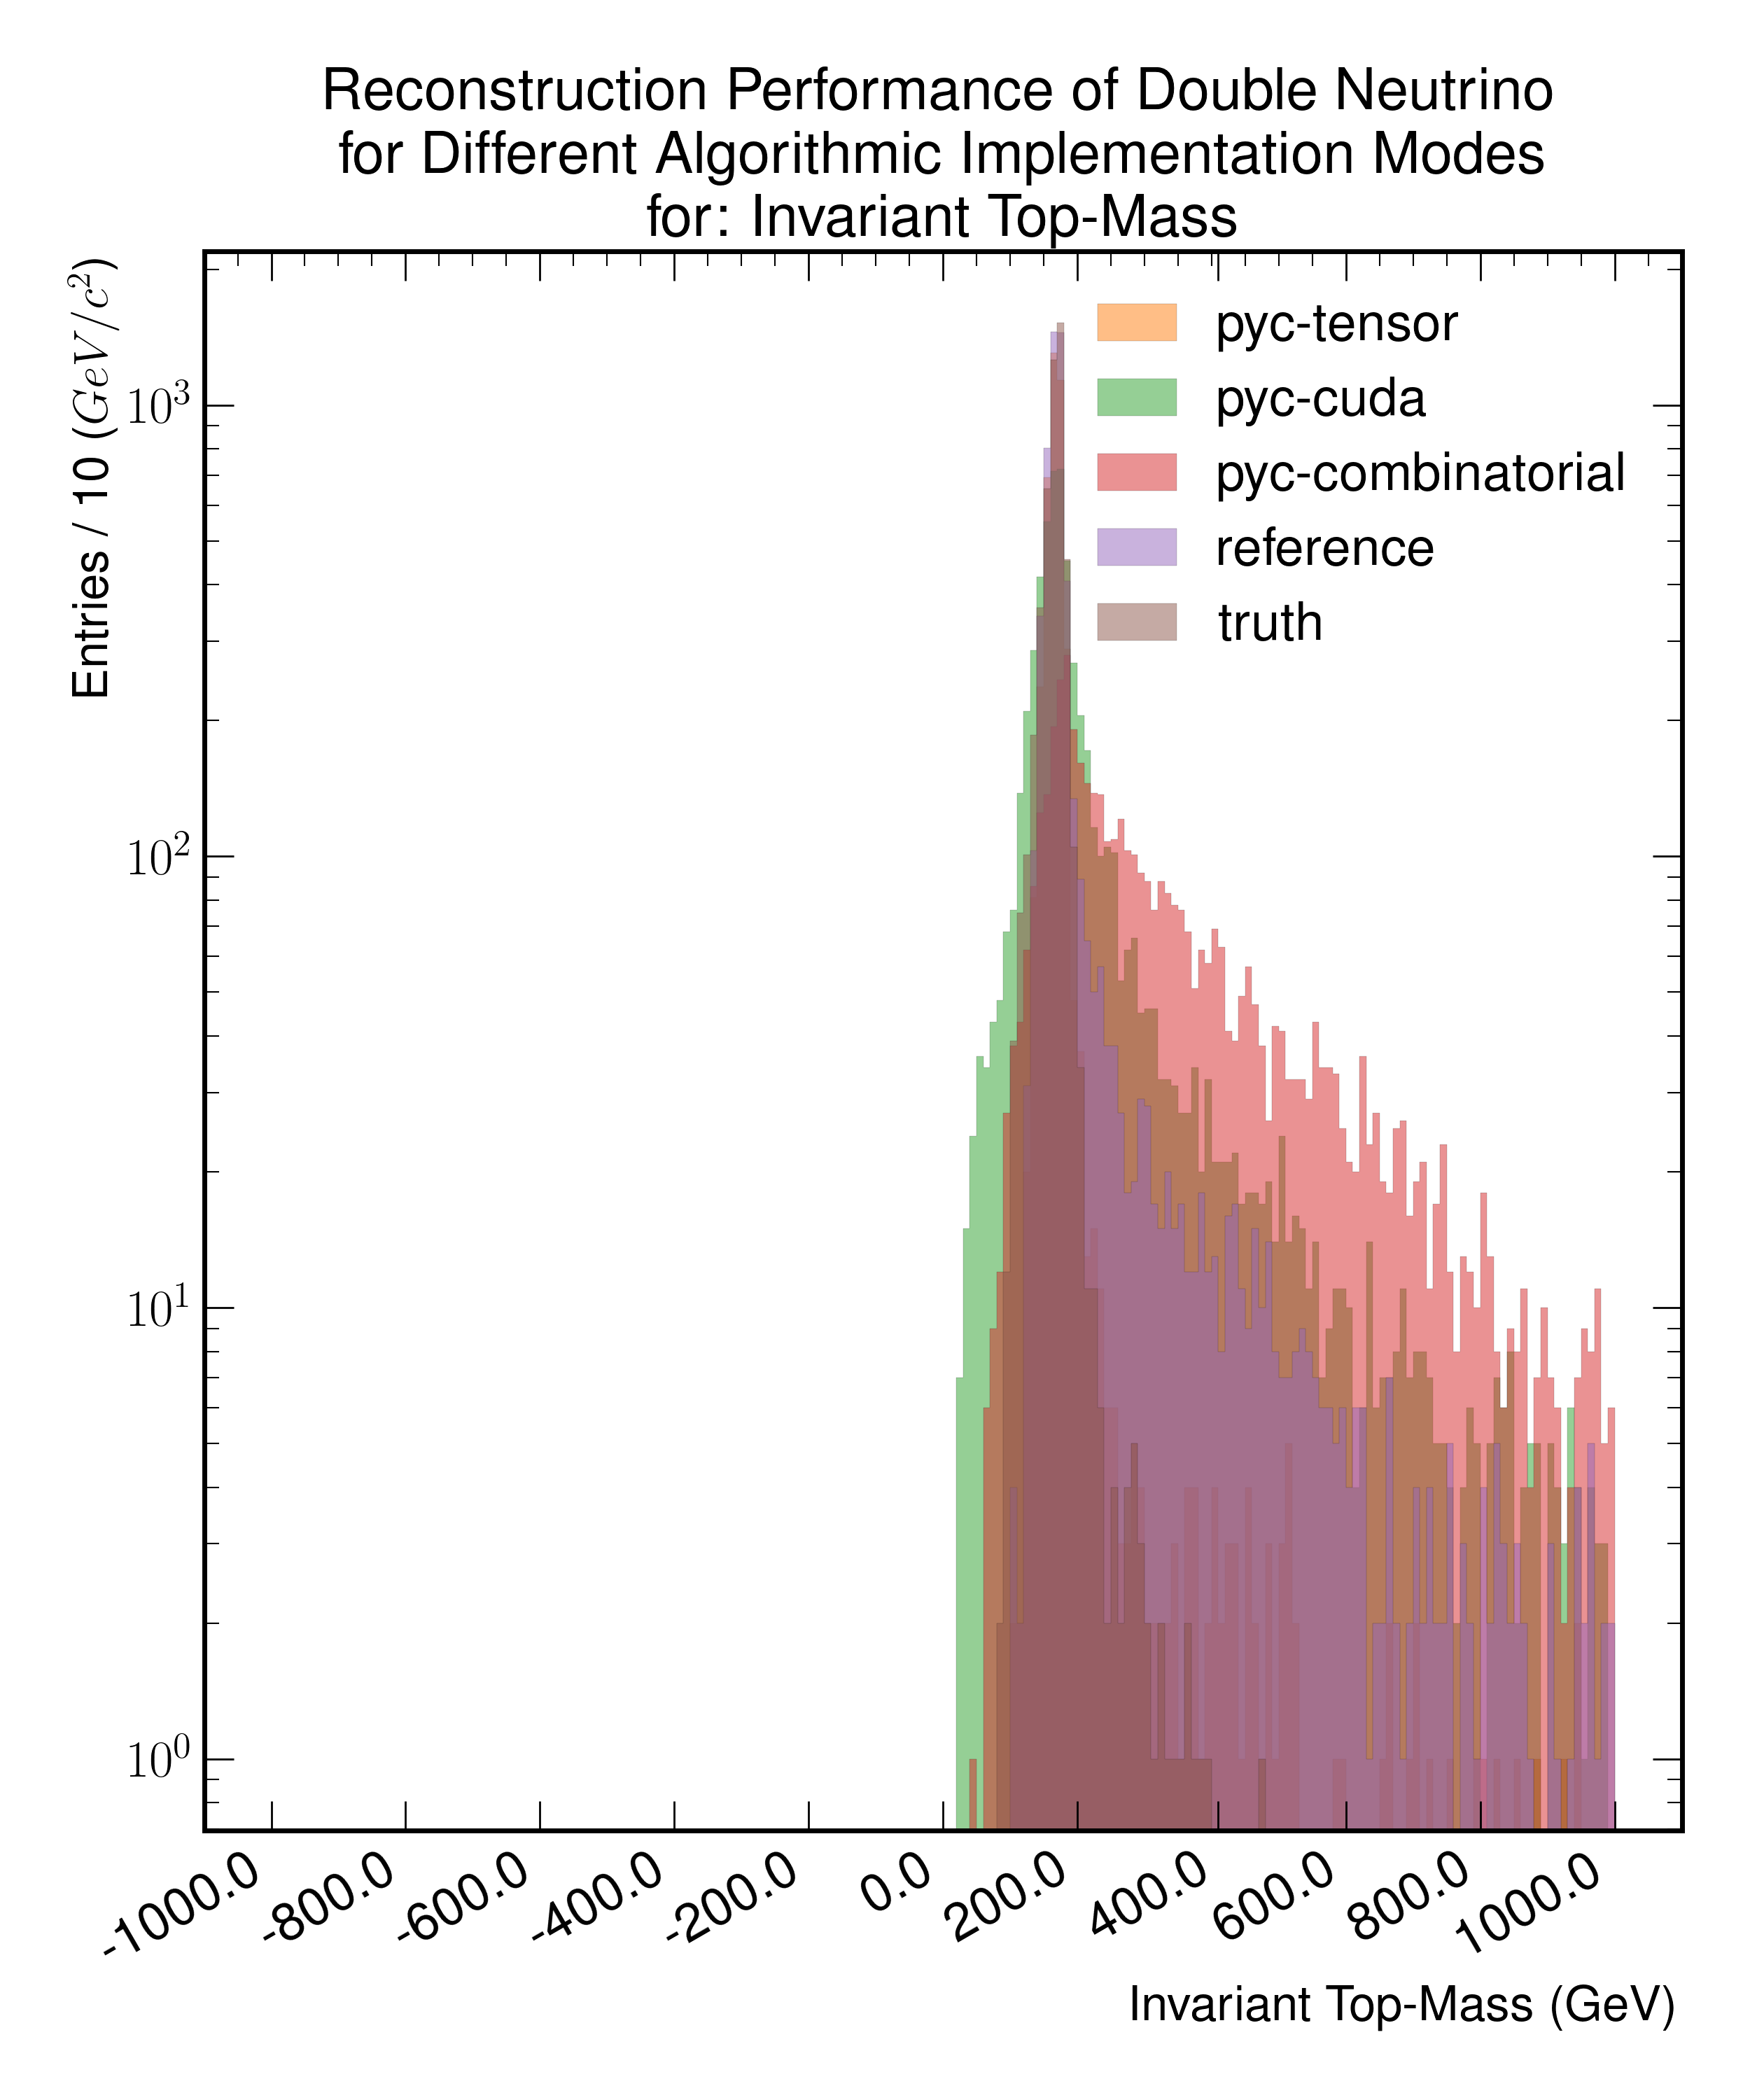 Reconstruction Performance of Double Neutrino
for Different Algorithmic Implementation Modes
for: Invariant Top-Mass
Entries / 10 (GeV/c²)
10³
10²
10¹
10⁰
pyc-tensor
pyc-cuda
pyc-combinatorial
reference
truth
-1000.0
-800.0
-600.0
-400.0
-200.0
0.0
200.0
400.0
600.0
800.0
1000.0
Invariant Top-Mass (GeV)